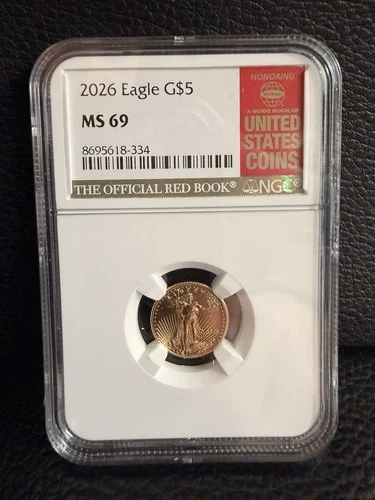 2026 Eagle G$5
MS 69
8695618-334
HONORING
A GUIDE BOOK OF
UNITED
STATES
COINS
THE OFFICIAL RED BOOK®
NGC®